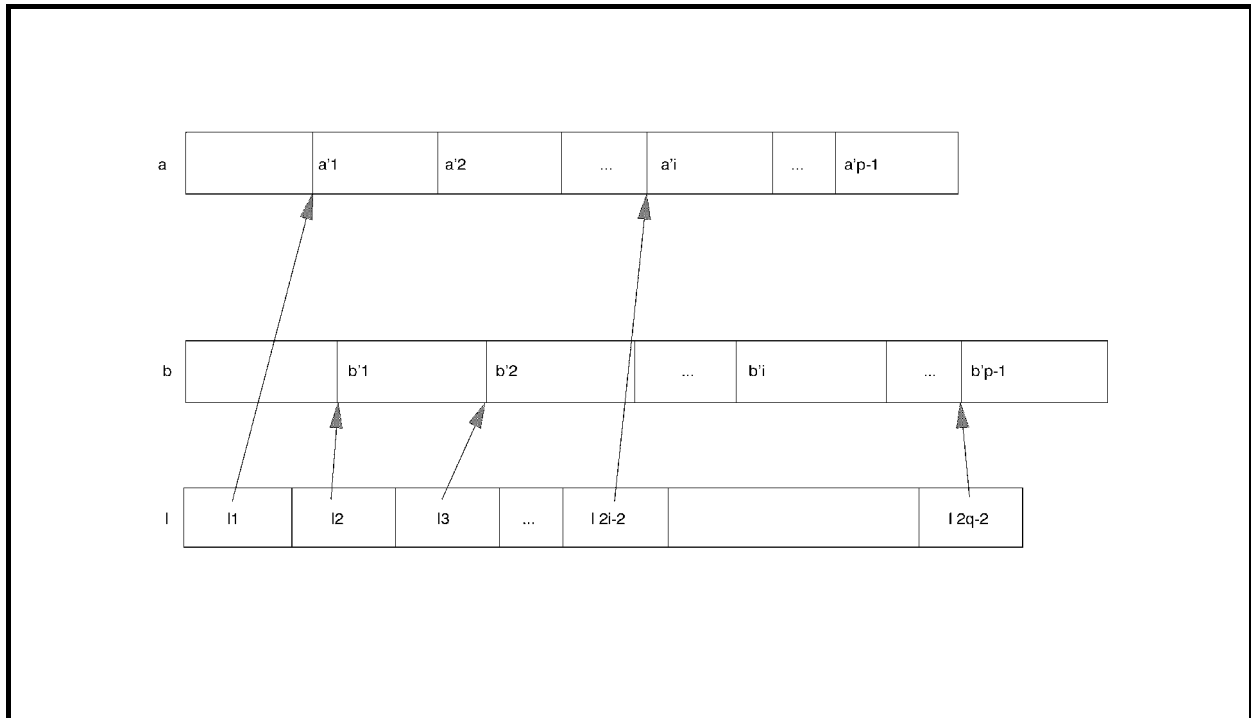 a a'1 a'2 ... a'i ... a'p-1
b b'1 b'2 ... b'i ... b'p-1
l l1 l2 l3 ... l 2i-2 l 2q-2